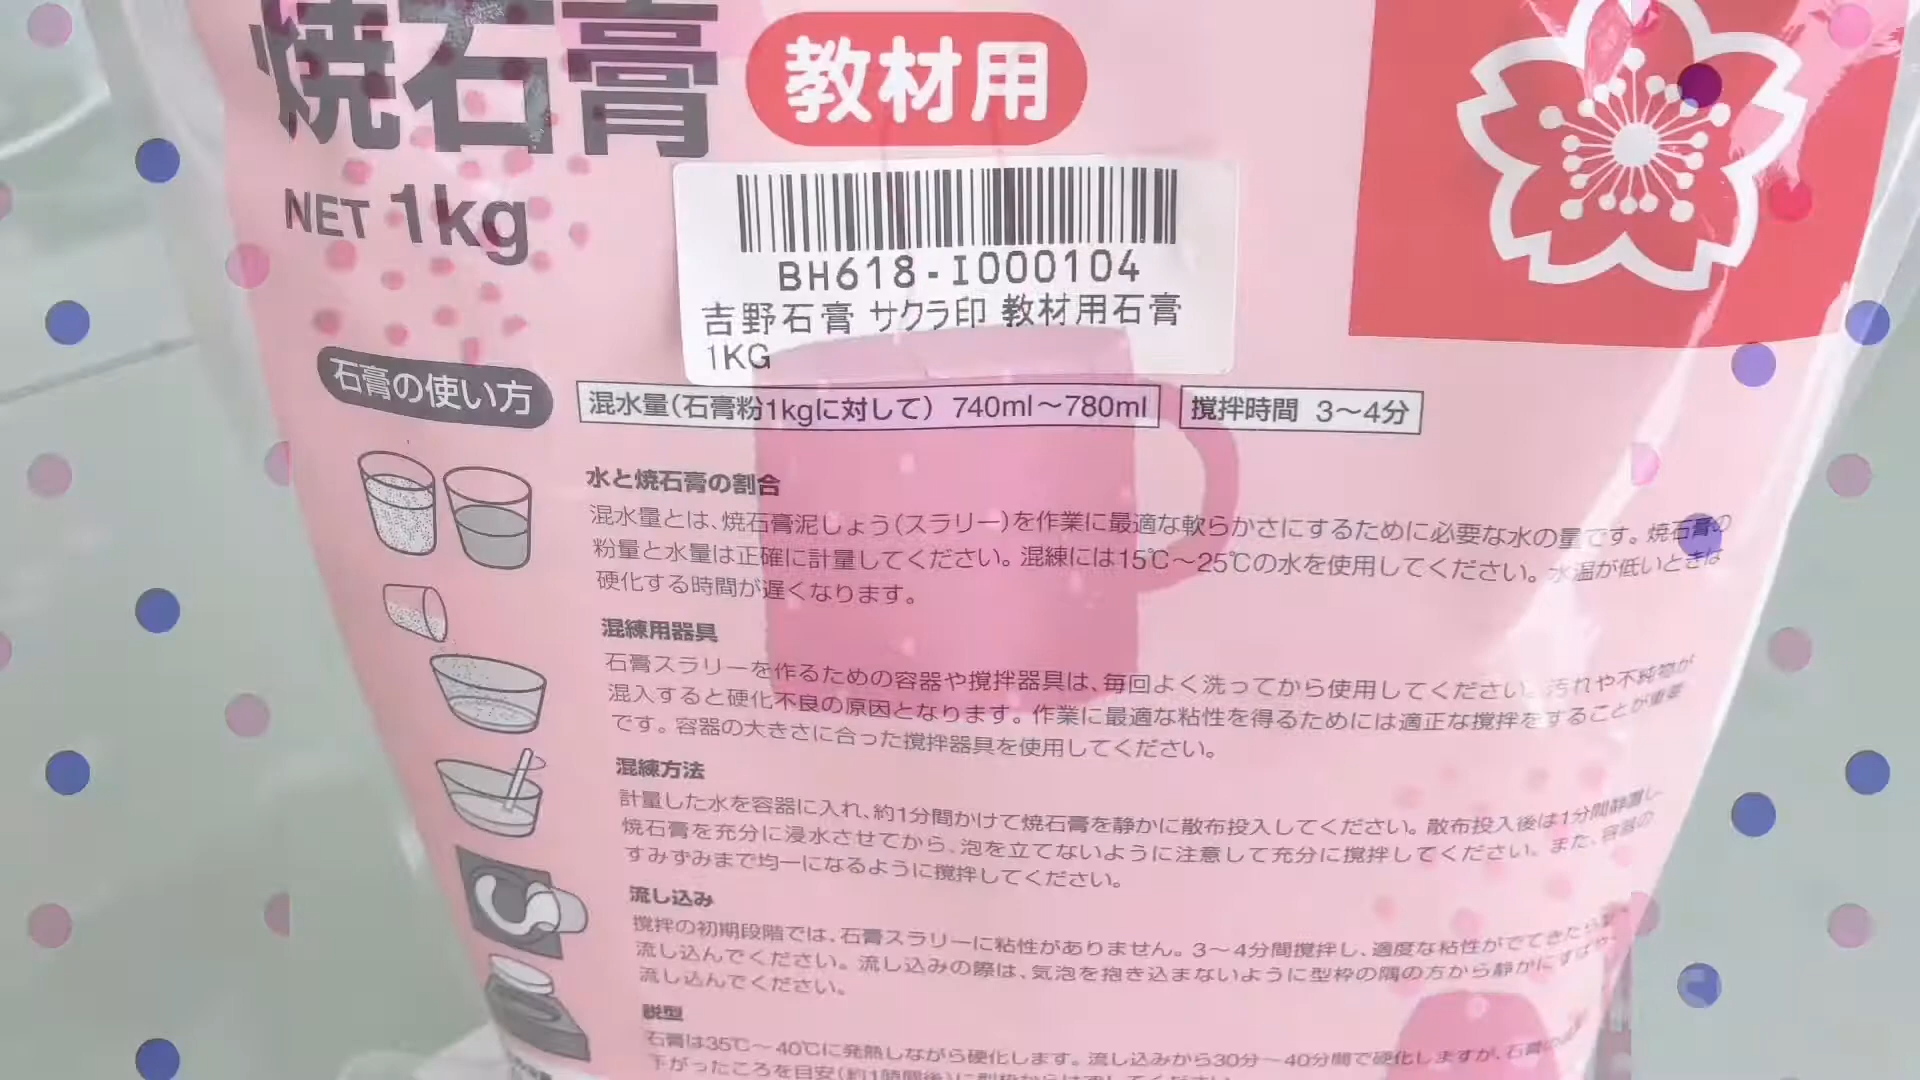 焼石膏 教材用
NET 1kg
BH618-I000104
吉野石膏 サクラ印 教材用石膏
1KG
石膏の使い方
混水量(石膏粉1kgに対して) 740ml〜780ml
撹拌時間 3〜4分
水と焼石膏の割合
混水量とは、焼石膏泥しょう(スラリー)を作業に最適な軟らかさにするために必要な水の量です。焼石膏の
粉量と水量は正確に計量してください。混練には15℃〜25℃の水を使用してください。水温が低いときは
硬化する時間が遅くなります。
混練用器具
石膏スラリーを作るための容器や撹拌器具は、毎回よく洗ってから使用してください。汚れや不純物が
混入すると硬化不良の原因となります。作業に最適な粘性を得るためには適正な撹拌をすることが重要
です。容器の大きさに合った撹拌器具を使用してください。
混練方法
計量した水を容器に入れ、約1分間かけて焼石膏を静かに散布投入してください。散布投入後は1分間静置し
焼石膏を充分に浸水させてから、泡を立てないように注意して充分に撹拌してください。また、容器の
すみずみまで均一になるように撹拌してください。
流し込み
撹拌の初期段階では、石膏スラリーに粘性がありません。3〜4分間撹拌し、適度な粘性がでてきたら
流し込んでください。流し込みの際は、気泡を抱き込まないように型枠の隅の方から静かにすばやく
流し込んでください。
脱型
石膏は35℃〜40℃に発熱しながら硬化します。流し込みから30分〜40分間で硬化しますが、石膏の
下がったころを目安(約1時間後)に型枠からはずしてください。